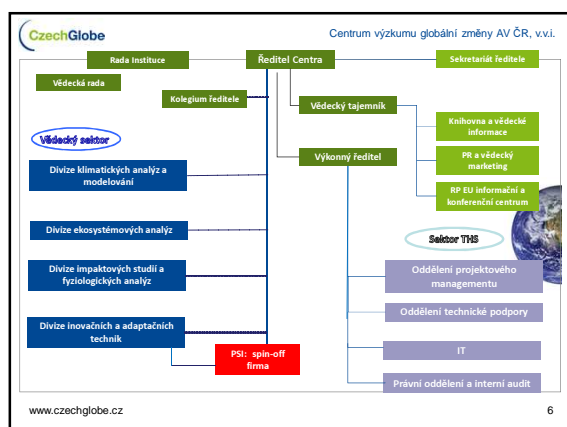 CzechGlobe
Centrum výzkumu globální změny AV ČR, v.v.i.
Rada Instituce
Ředitel Centra
Sekretariát ředitele
Vědecká rada
Kolegium ředitele
Vědecký tajemník
Knihovna a vědecké
informace
Vědecký sektor
Výkonný ředitel
PR a vědecký
marketing
Divize klimatických analýz a
modelování
RP EU informační a
konferenční centrum
Divize ekosystémových analýz
Sektor THS
Divize impaktových studií a
fyziologických analýz
Oddělení projektového
managementu
Oddělení technické podpory
Divize inovačních a adaptačních
technik
PSI: spin-off
firma
IT
Právní oddělení a interní audit
www.czechglobe.cz
6